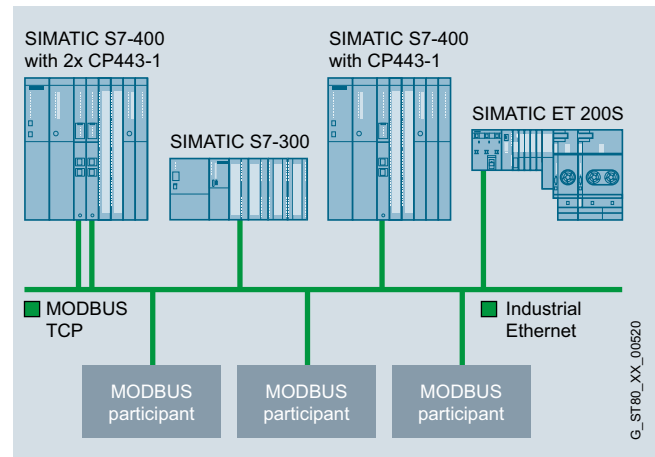 SIMATIC S7-400
with 2x CP443-1
SIMATIC S7-300
SIMATIC S7-400
with CP443-1
SIMATIC ET 200S
MODBUS
TCP
Industrial
Ethernet
MODBUS
participant
MODBUS
participant
MODBUS
participant
G_ST80_XX_00520